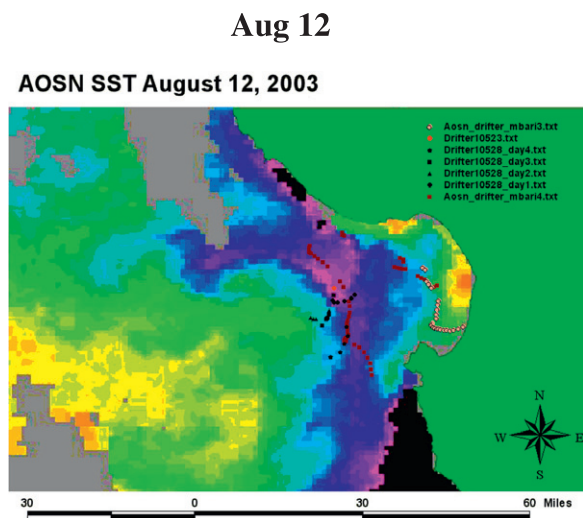 Aug 12
AOSN SST August 12, 2003
Aosn_drifter_mbari3.txt
Drifter10523.txt
Drifter10528_day4.txt
Drifter10528_day3.txt
Drifter10528_day2.txt
Drifter10528_day1.txt
Aosn_drifter_mbari4.txt
N
W E
S
30 0 30 60 Miles